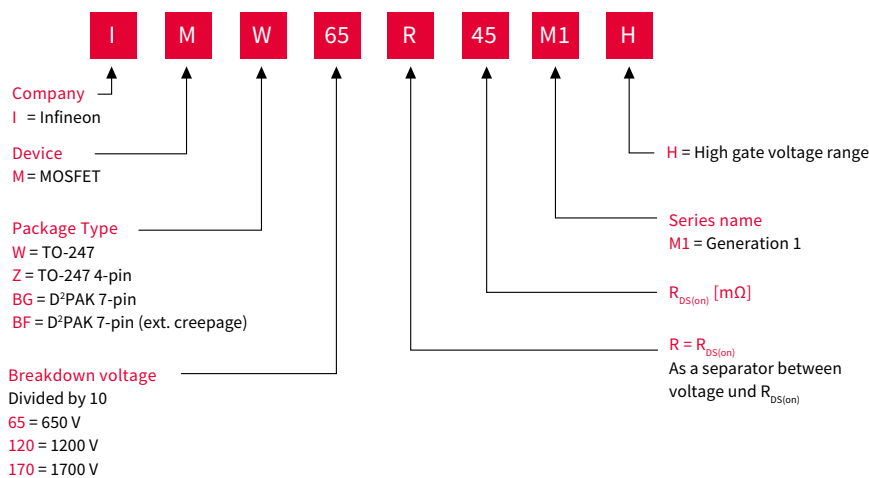 I M W 65 R 45 M1 H
Company
I = Infineon
Device
M = MOSFET
Package Type
W = TO-247
Z = TO-247 4-pin
BG = D²PAK 7-pin
BF = D²PAK 7-pin (ext. creepage)
Breakdown voltage
Divided by 10
65 = 650 V
120 = 1200 V
170 = 1700 V
H = High gate voltage range
Series name
M1 = Generation 1
RDS(on) [mΩ]
R = RDS(on)
As a separator between
voltage und RDS(on)